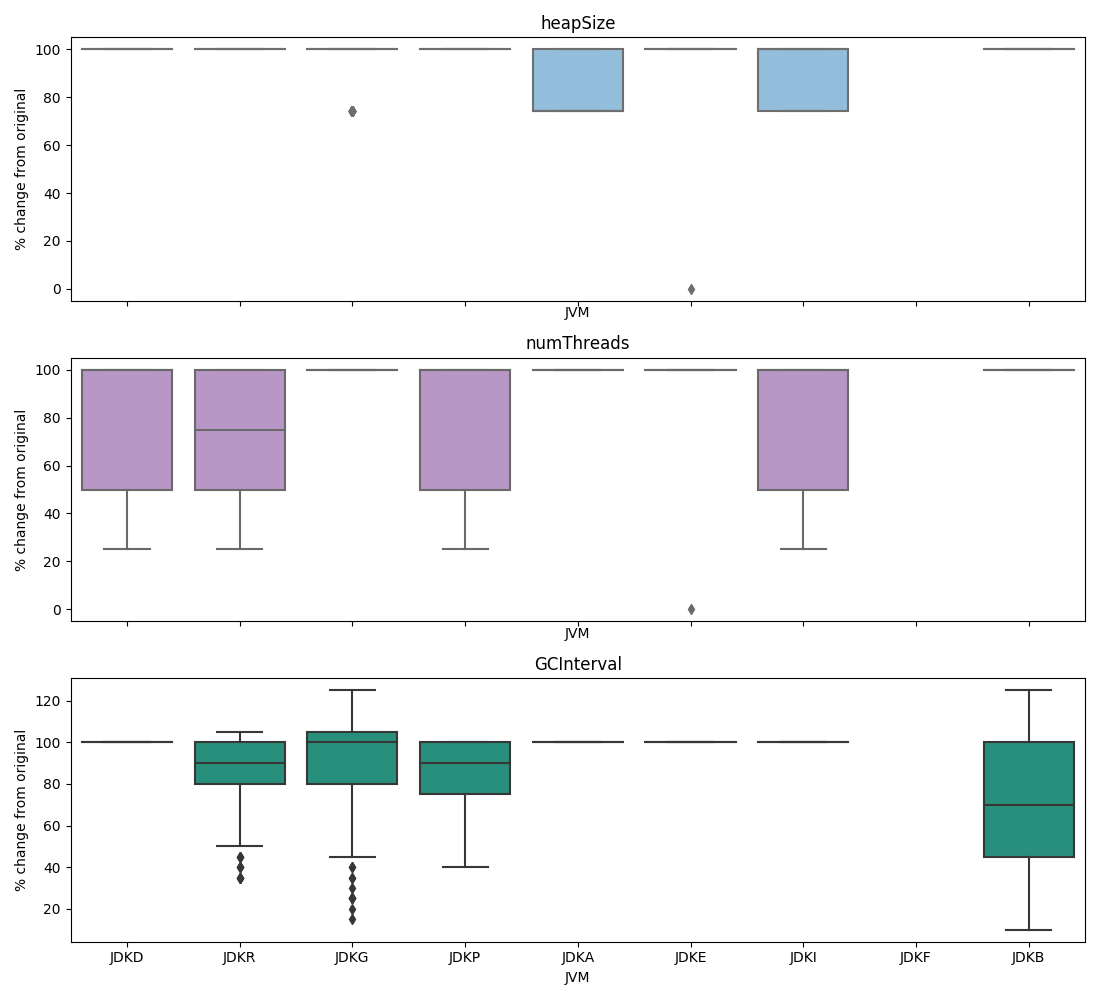 heapSize
100
80
60
40
20
0
% change from original
JVM
numThreads
100
80
60
40
20
0
% change from original
JVM
GCInterval
120
100
80
60
40
20
% change from original
JDKD JDKR JDKG JDKP JDKA JDKE JDKI JDKF JDKB
JVM